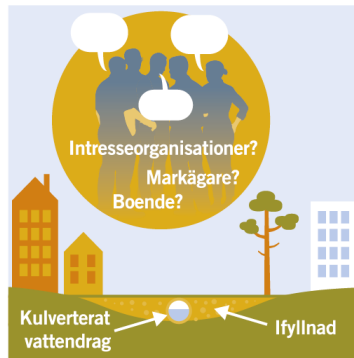 Intresseorganisationer?
Markägare?
Boende?
Kulverterat
vattendrag
Ifyllnad